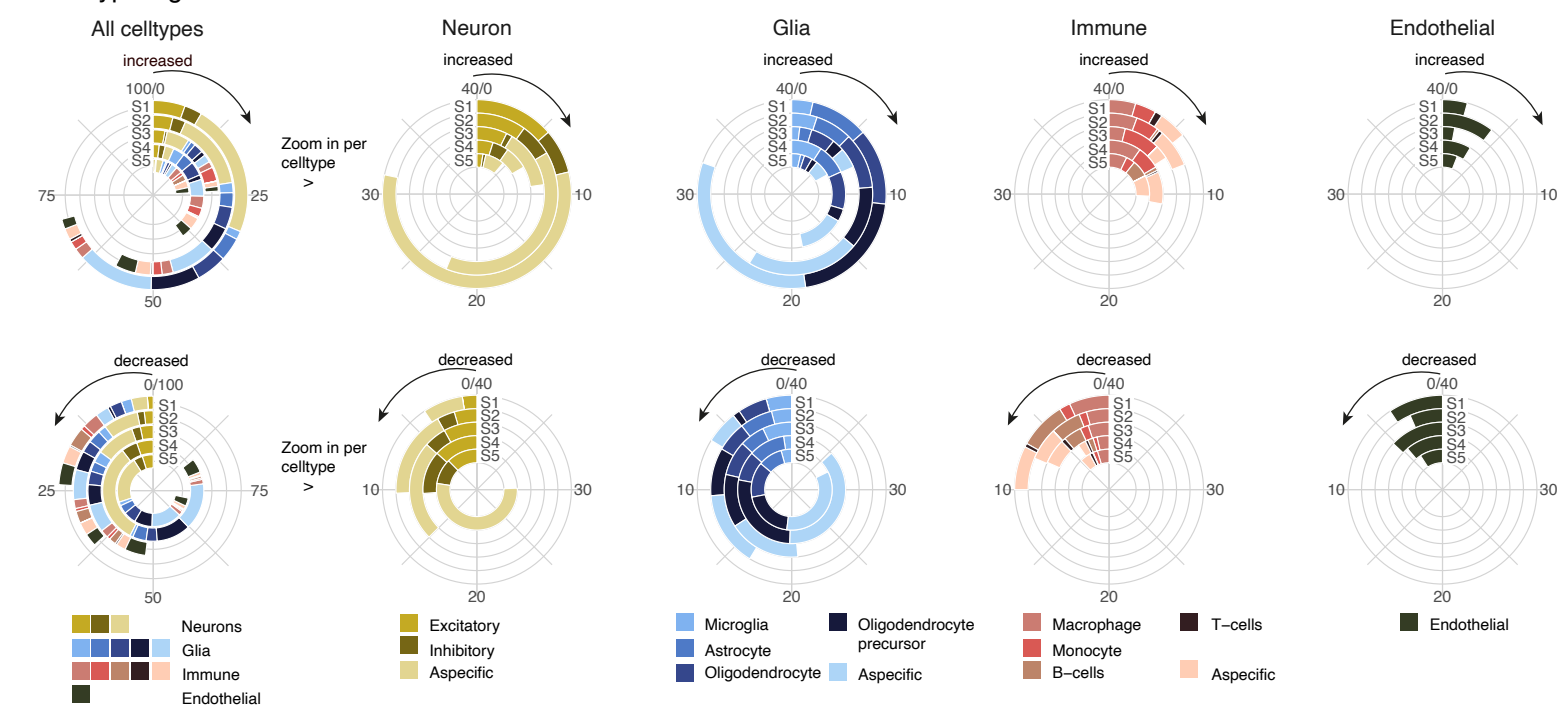 All celltypes
Neuron
Glia
Immune
Endothelial
increased
increased
increased
increased
increased
100/0
40/0
40/0
40/0
40/0
S1
S2
S3
S4
S5
S1
S2
S3
S4
S5
S1
S2
S3
S4
S5
S1
S2
S3
S4
S5
S1
S2
S3
S4
S5
Zoom in per
celltype
>
75
25
50
30
10
20
30
10
20
30
10
20
30
10
20
decreased
decreased
decreased
decreased
decreased
0/100
0/40
0/40
0/40
0/40
S1
S2
S3
S4
S5
S1
S2
S3
S4
S5
S1
S2
S3
S4
S5
S1
S2
S3
S4
S5
S1
S2
S3
S4
S5
Zoom in per
celltype
>
25
75
50
10
30
20
10
30
20
10
30
20
10
30
20
Neurons
Glia
Immune
Endothelial
Excitatory
Inhibitory
Aspecific
Microglia
Astrocyte
Oligodendrocyte
Oligodendrocyte
precursor
Aspecific
Macrophage
Monocyte
B−cells
T−cells
Aspecific
Endothelial